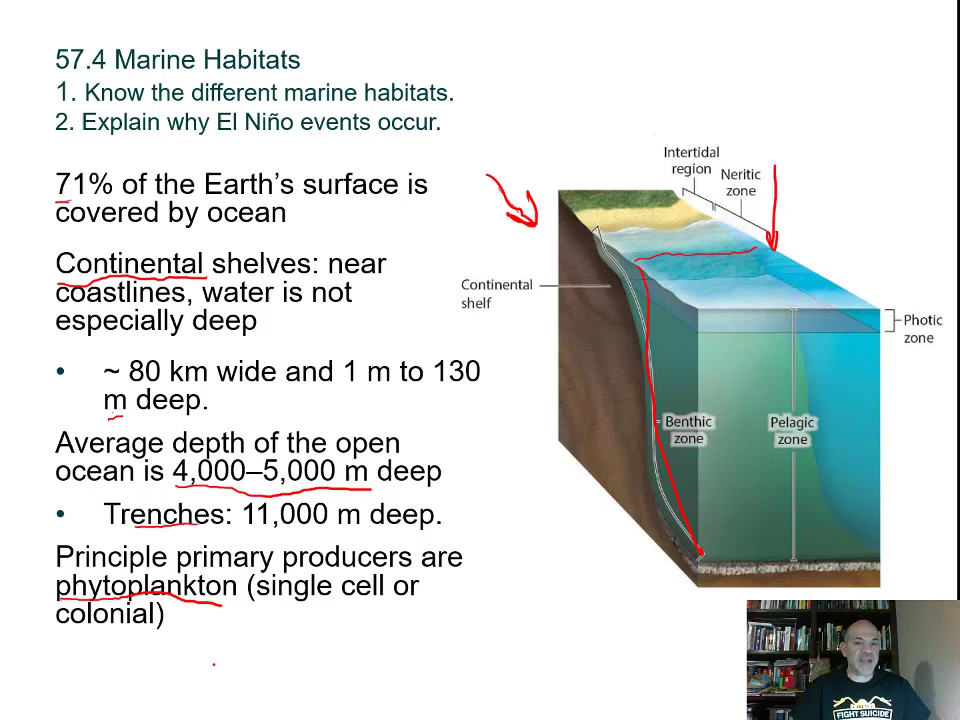 57.4 Marine Habitats
1. Know the different marine habitats.
2. Explain why El Niño events occur.
71% of the Earth's surface is
covered by ocean
Continental shelves: near
coastlines, water is not
especially deep
• ~ 80 km wide and 1 m to 130
m deep.
Average depth of the open
ocean is 4,000–5,000 m deep
• Trenches: 11,000 m deep.
Principle primary producers are
phytoplankton (single cell or
colonial)
Intertidal
region
Neritic
zone
Continental
shelf
Photic
zone
Benthic
zone
Pelagic
zone
FIGHT SUICIDE